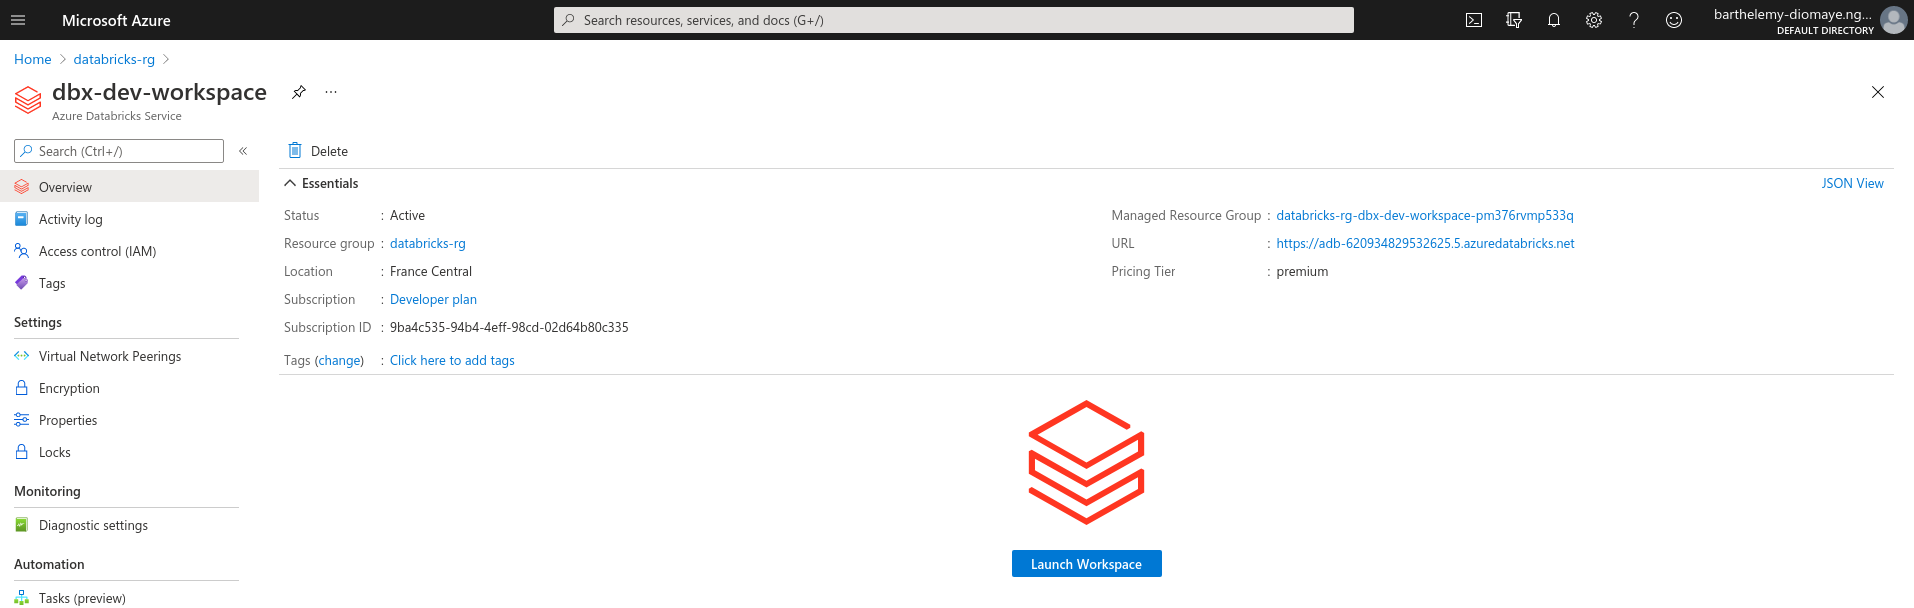 Microsoft Azure
Search resources, services, and docs (G+/)
barthelemy-diomaye.ng...
DEFAULT DIRECTORY
Home
databricks-rg
dbx-dev-workspace
Azure Databricks Service
Search (Ctrl+/)
Overview
Activity log
Access control (IAM)
Tags
Settings
Virtual Network Peerings
Encryption
Properties
Locks
Monitoring
Diagnostic settings
Automation
Tasks (preview)
Delete
Essentials
JSON View
Status : Active
Resource group : databricks-rg
Location : France Central
Subscription : Developer plan
Subscription ID : 9ba4c535-94b4-4eff-98cd-02d64b80c335
Tags (change) : Click here to add tags
Managed Resource Group : databricks-rg-dbx-dev-workspace-pm376rvmp533q
URL : https://adb-620934829532625.5.azuredatabricks.net
Pricing Tier : premium
Launch Workspace